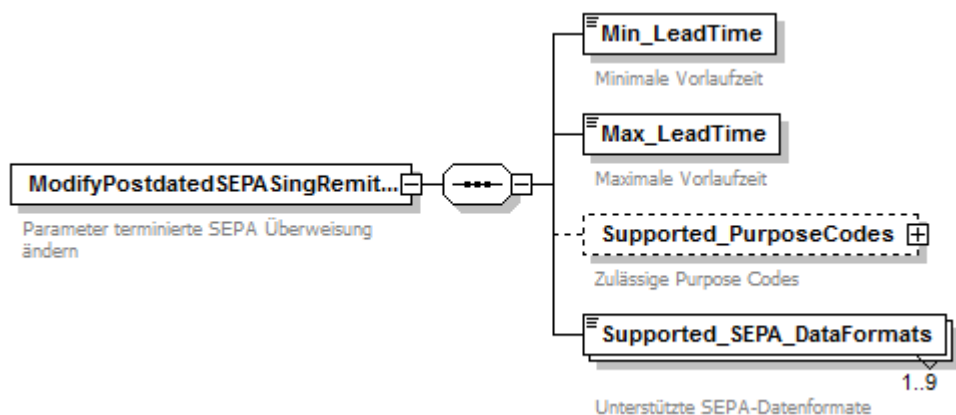 Min_LeadTime
Minimale Vorlaufzeit
Max_LeadTime
Maximale Vorlaufzeit
ModifyPostdatedSEPASingRemit...
Parameter terminierte SEPA Überweisung
ändern
Supported_PurposeCodes
Zulässige Purpose Codes
Supported_SEPA_DataFormats
1..9
Unterstützte SEPA-Datenformate